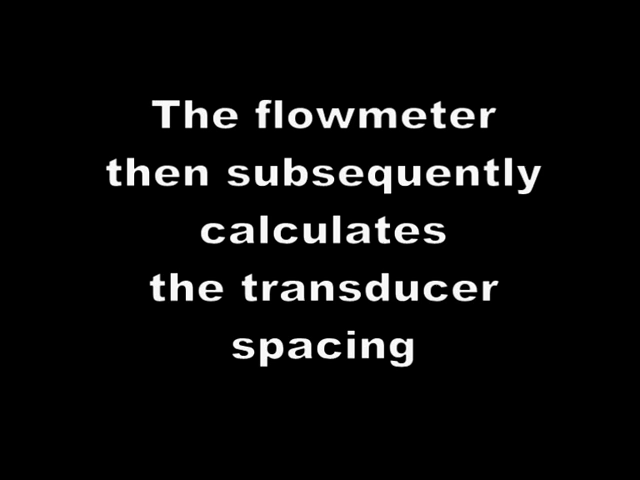 The flowmeter
then subsequently
calculates
the transducer
spacing